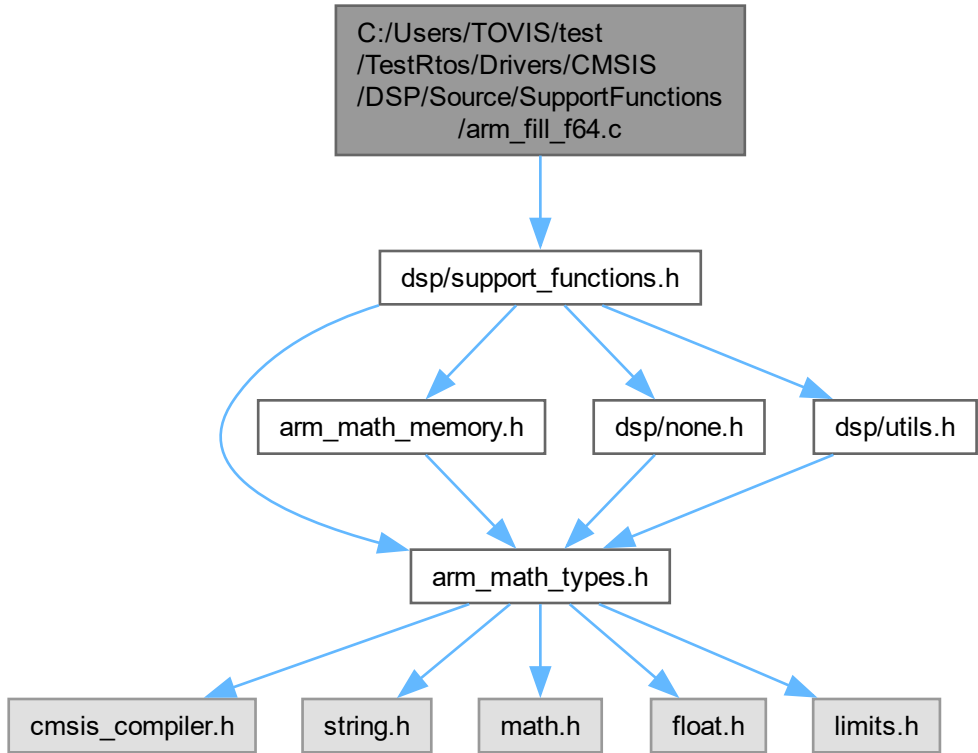 C:/Users/TOVIS/test
/TestRtos/Drivers/CMSIS
/DSP/Source/SupportFunctions
/arm_fill_f64.c
dsp/support_functions.h
arm_math_memory.h
dsp/none.h
dsp/utils.h
arm_math_types.h
cmsis_compiler.h
string.h
math.h
float.h
limits.h